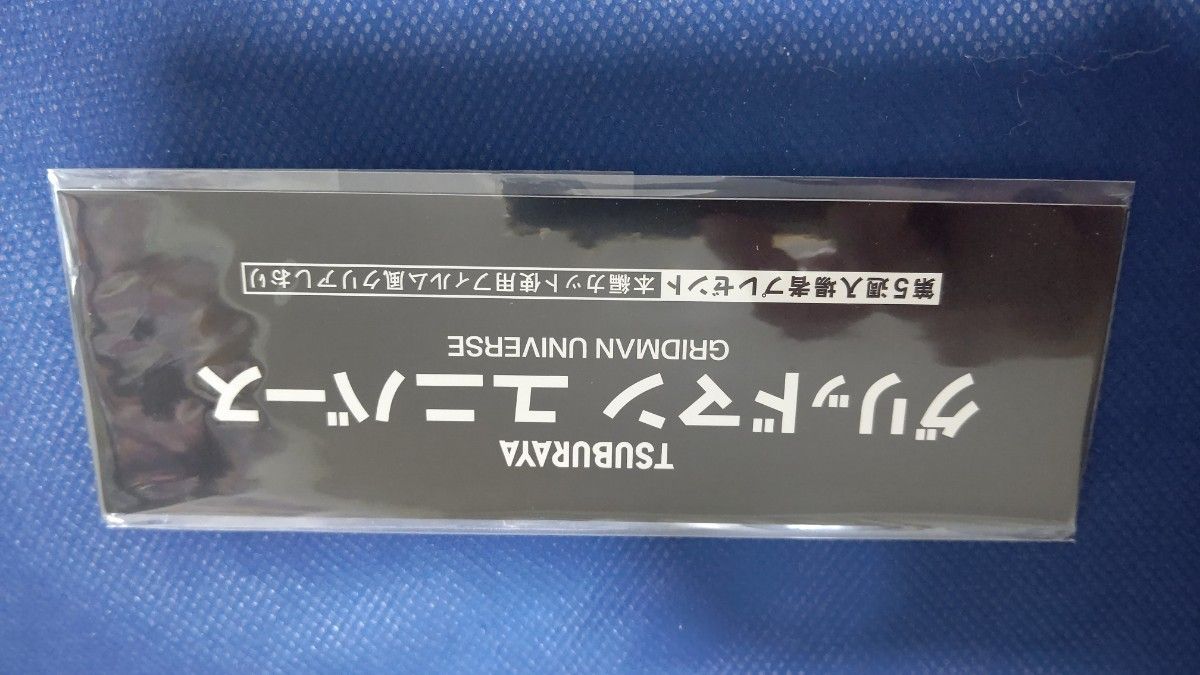 TSUBURAYA
グリッドマン ユニバース
GRIDMAN UNIVERSE
第5週入場者プレゼント 本編カット使用フィルム風クリアしおり